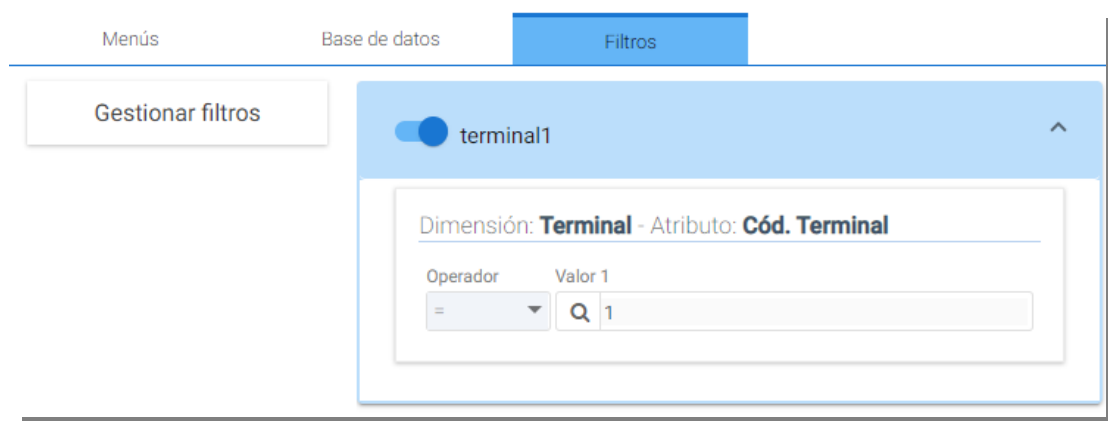 Menús Base de datos Filtros
Gestionar filtros
terminal1
Dimensión: Terminal - Atributo: Cód. Terminal
Operador Valor 1
= 1